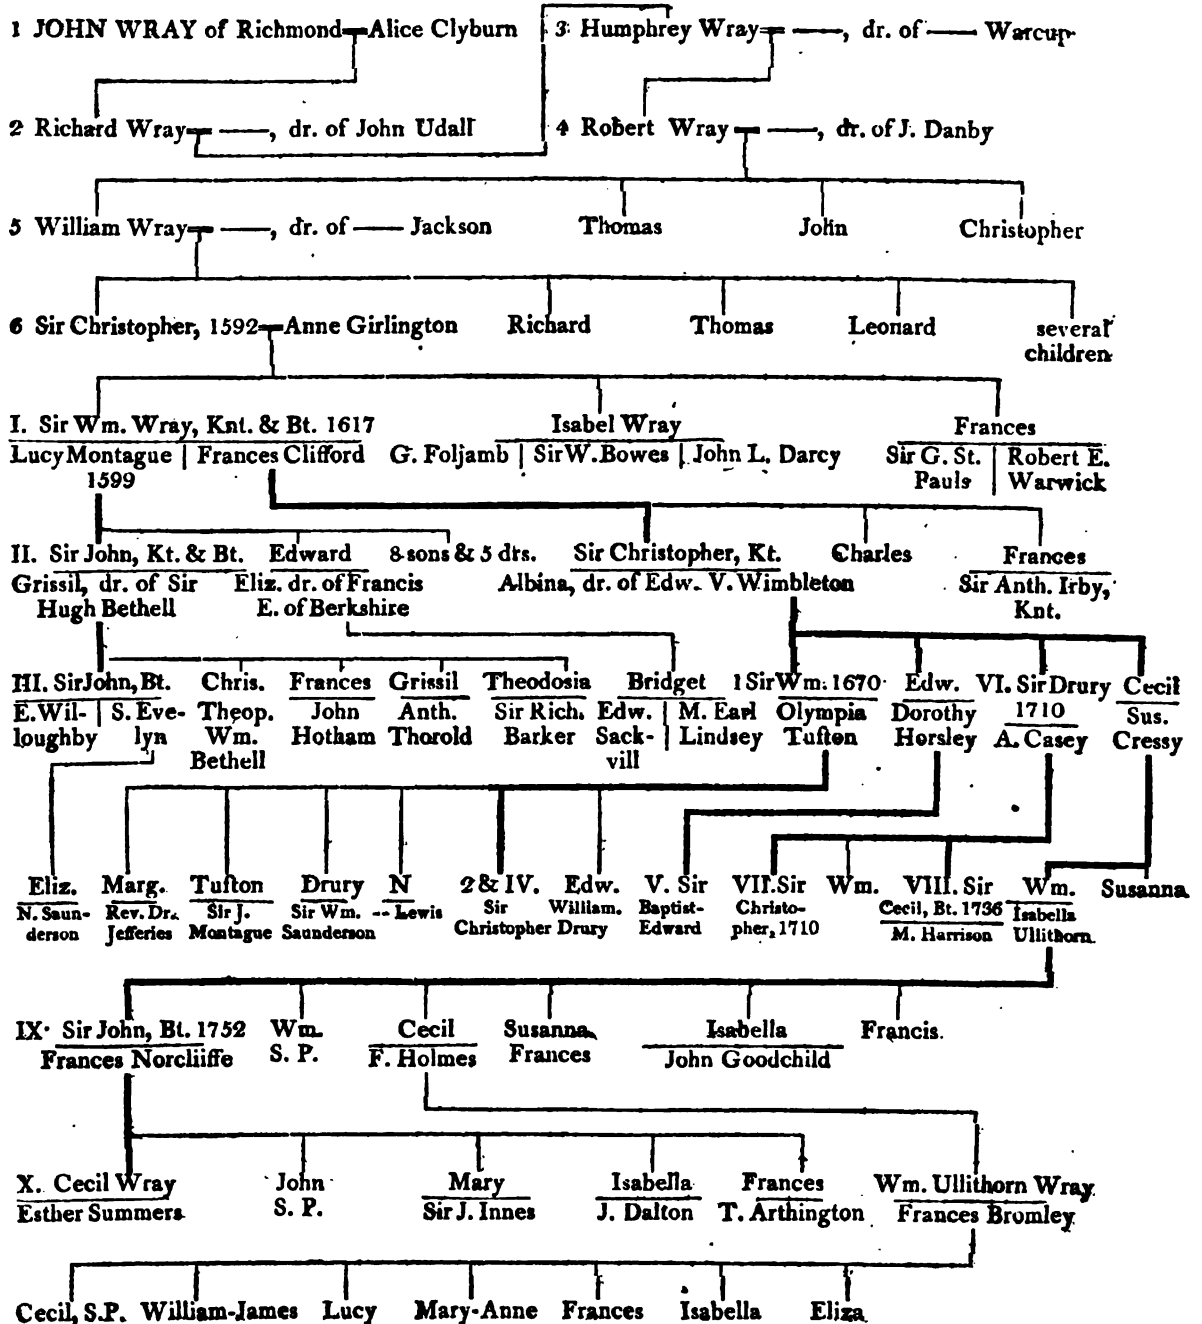 1 JOHN WRAY of Richmond=Alice Clyburn 3 Humphrey Wray= ——, dr. of —— Warcup
2 Richard Wray= ——, dr. of John Udall 4 Robert Wray= ——, dr. of J. Danby
5 William Wray= ——, dr. of —— Jackson Thomas John Christopher
6 Sir Christopher, 1592=Anne Girlington Richard Thomas Leonard several
children
I. Sir Wm. Wray, Knt. & Bt. 1617 Isabel Wray Frances
Lucy Montague | Frances Clifford G. Foljamb | Sir W. Bowes | John L. Darcy Sir G. St. | Robert E.
1599 Pauls | Warwick
II. Sir John, Kt. & Bt. Edward 8 sons & 5 drs. Sir Christopher, Kt. Charles Frances
Grissil, dr. of Sir Eliz. dr. of Francis Albina, dr. of Edw. V. Wimbleton Sir Anth. Irby,
Hugh Bethell E. of Berkshire Knt.
III. Sir John, Bt. Chris. Frances Grissil Theodosia Bridget 1 Sir Wm. 1670 Edw. VI. Sir Drury Cecil
E. Wil- | S. Eve- Theop. John Anth. Sir Rich. Edw. | M. Earl Olympia Dorothy 1710 Sus.
loughby | lyn Wm. Hotham Thorold Barker Sack- | Lindsey Tufton Horsley A. Casey Cressy
Bethell vill
Eliz. Marg. Tufton Drury N 2 & IV. Edw. V. Sir VII. Sir Wm. VIII. Sir Wm. Susanna
N. Saun- Rev. Dr. Sir J. Sir Wm. -- Lewis Sir William. Baptist- Christo- Cecil, Bt. 1736 Isabella
derson Jefferies Montague Saunderson Christopher Drury Edward pher, 1710 M. Harrison Ullithorn
IX. Sir John, Bt. 1752 Wm. Cecil Susanna Isabella Francis.
Frances Norcliiffe S. P. F. Holmes Frances John Goodchild
X. Cecil Wray John Mary Isabella Frances Wm. Ullithorn Wray
Esther Summers S. P. Sir J. Innes J. Dalton T. Arthington Frances Bromley
Cecil, S.P. William-James Lucy Mary-Anne Frances Isabella Eliza